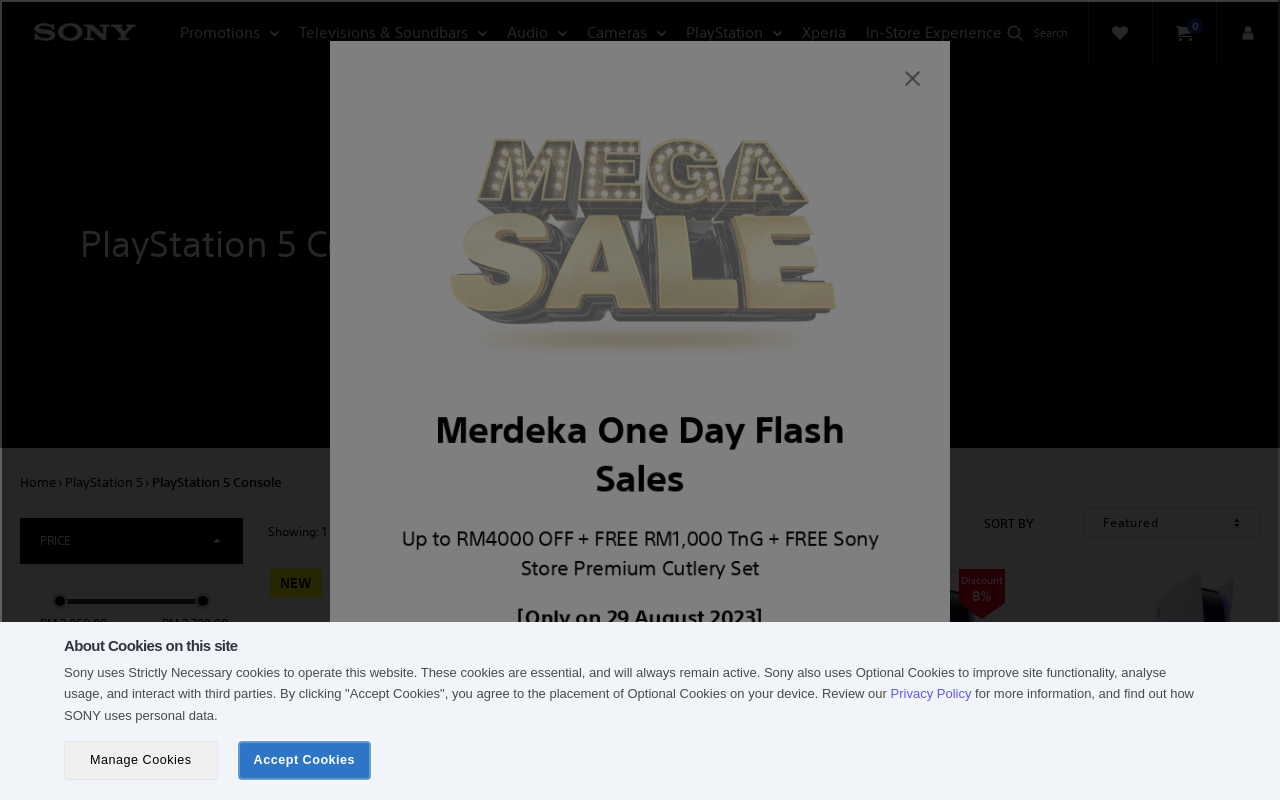 SONY
Promotions
Televisions & Soundbars
Audio
Cameras
PlayStation
Xperia
In-Store Experience
Search
0
PlayStation 5 Co
MEGA
SALE
Merdeka One Day Flash
Sales
Up to RM4000 OFF + FREE RM1,000 TnG + FREE Sony
Store Premium Cutlery Set
[Only on 29 August 2023]
Home › PlayStation 5 › PlayStation 5 Console
PRICE
Showing: 1
SORT BY
Featured
NEW
Discount
8%
About Cookies on this site
Sony uses Strictly Necessary cookies to operate this website. These cookies are essential, and will always remain active. Sony also uses Optional Cookies to improve site functionality, analyse
usage, and interact with third parties. By clicking "Accept Cookies", you agree to the placement of Optional Cookies on your device. Review our Privacy Policy for more information, and find out how
SONY uses personal data.
Manage Cookies
Accept Cookies